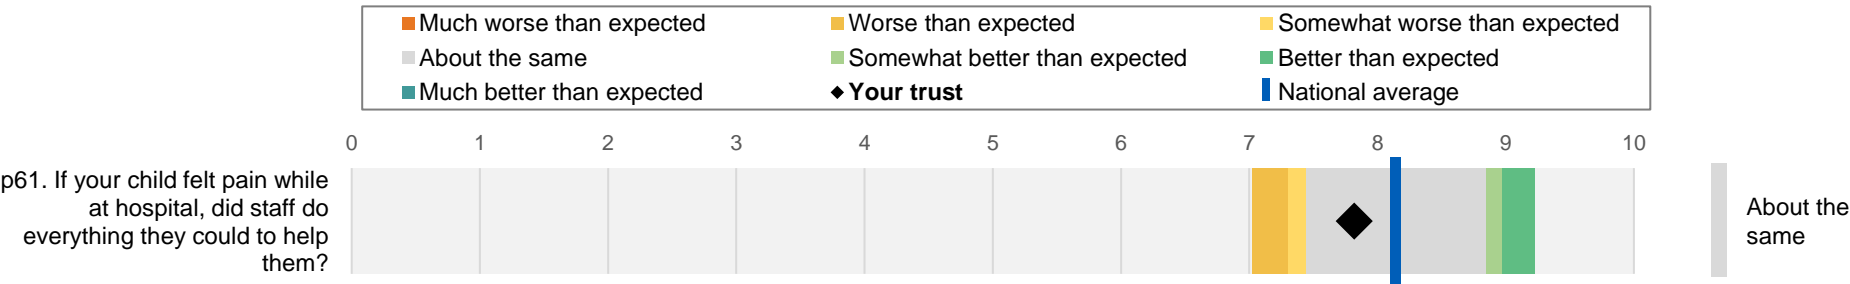 Much worse than expected
Worse than expected
Somewhat worse than expected
About the same
Somewhat better than expected
Better than expected
Much better than expected
Your trust
National average
0 1 2 3 4 5 6 7 8 9 10
p61. If your child felt pain while
at hospital, did staff do
everything they could to help
them?
About the
same